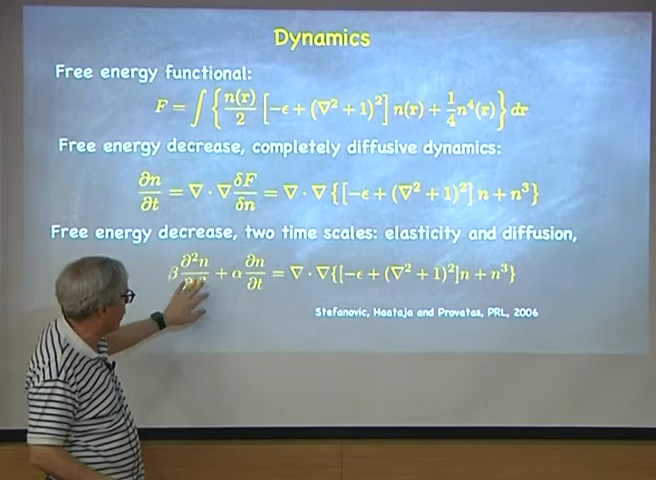 Dynamics
Free energy functional:
F = ∫ { n(r)/2 [−ϵ + (∇² + 1)²] n(r) + 1/4 n⁴(r) } dr
Free energy decrease, completely diffusive dynamics:
∂n/∂t = ∇ · ∇ δF/δn = ∇ · ∇ {[−ϵ + (∇² + 1)²] n + n³}
Free energy decrease, two time scales: elasticity and diffusion,
β ∂²n/∂t² + α ∂n/∂t = ∇ · ∇{[−ϵ + (∇² + 1)²]n + n³}
Stefanovic, Haataja and Provatas, PRL, 2006